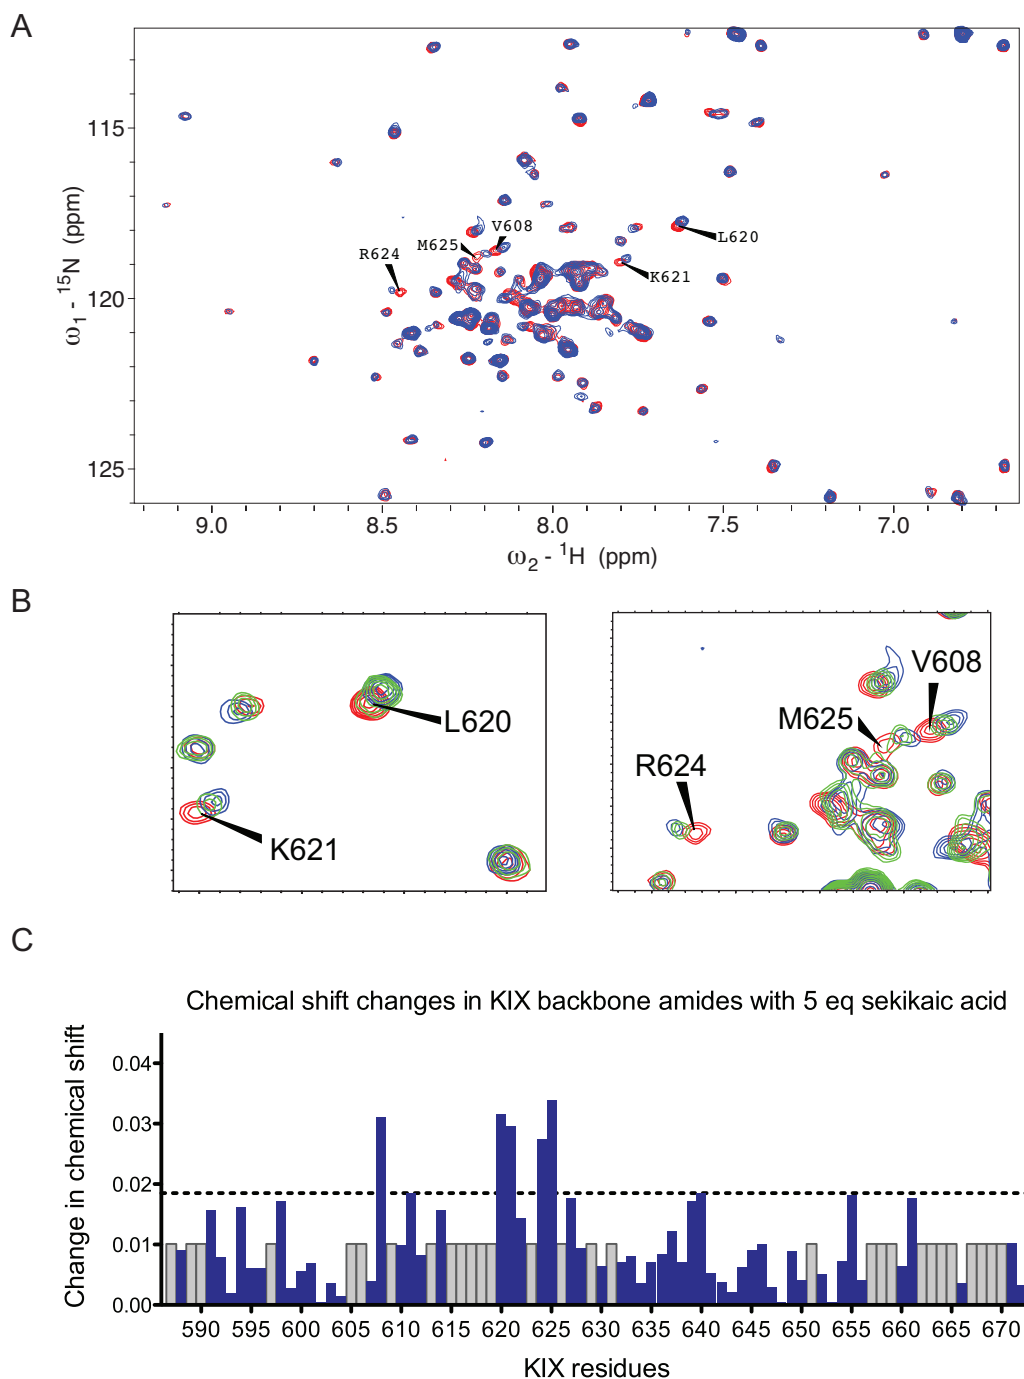 A
115
120
125
ω1 - 15N (ppm)
R624
M625
V608
L620
K621
9.0 8.5 8.0 7.5 7.0
ω2 - 1H (ppm)
B
L620
K621
V608
M625
R624
C
Chemical shift changes in KIX backbone amides with 5 eq sekikaic acid
Change in chemical shift
0.04
0.03
0.02
0.01
0.00
590 595 600 605 610 615 620 625 630 635 640 645 650 655 660 665 670
KIX residues